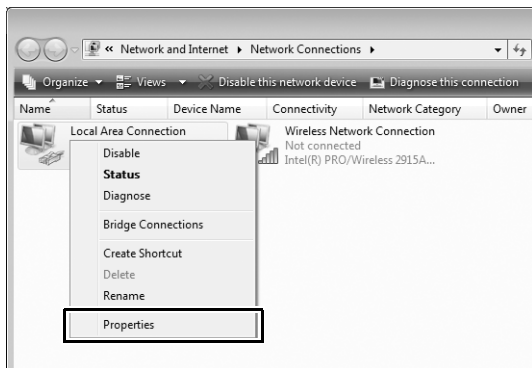 « Network and Internet ▸ Network Connections ▸
Organize Views Disable this network device Diagnose this connection
Name Status Device Name Connectivity Network Category Owner
Local Area Connection
Wireless Network Connection
Not connected
Intel(R) PRO/Wireless 2915A...
Disable
Status
Diagnose
Bridge Connections
Create Shortcut
Delete
Rename
Properties